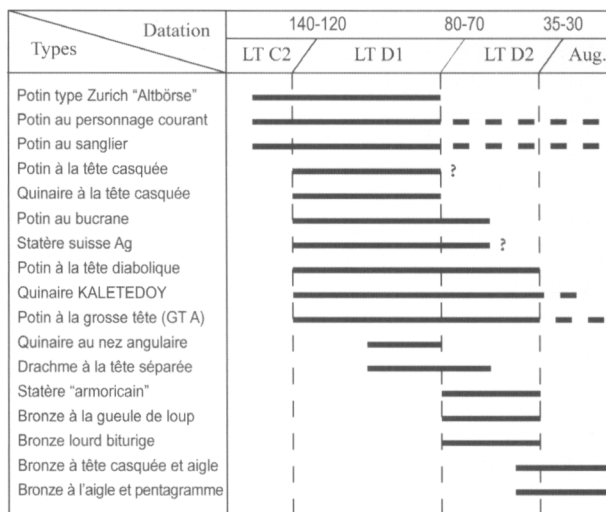 Datation
Types
140-120 80-70 35-30
LT C2 LT D1 LT D2 Aug.
Potin type Zurich “Altbörse”
Potin au personnage courant
Potin au sanglier
Potin à la tête casquée ?
Quinaire à la tête casquée
Potin au bucrane
Statère suisse Ag ?
Potin à la tête diabolique
Quinaire KALETEDOY
Potin à la grosse tête (GT A)
Quinaire au nez angulaire
Drachme à la tête séparée
Statère “armoricain”
Bronze à la gueule de loup
Bronze lourd biturige
Bronze à tête casquée et aigle
Bronze à l’aigle et pentagramme